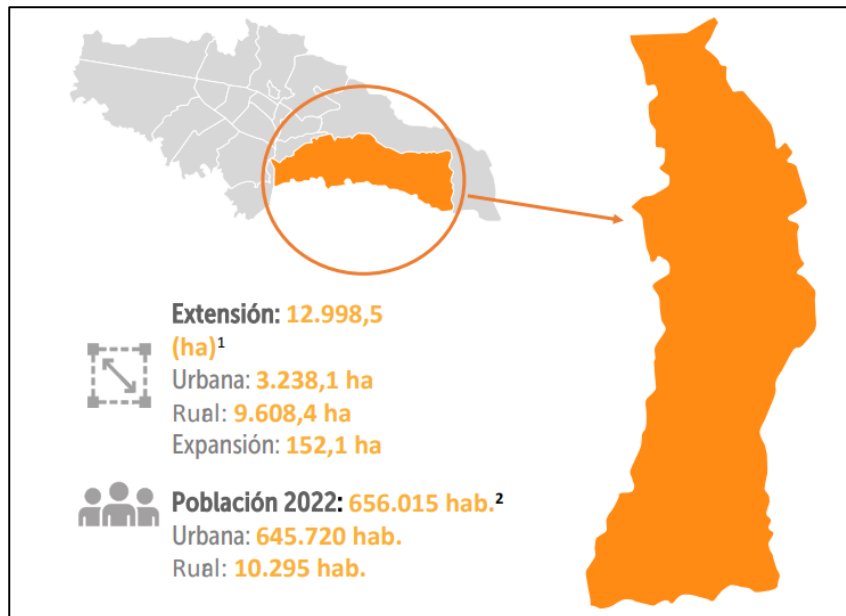 Extensión: 12.998,5
(ha)¹
Urbana: 3.238,1 ha
Rual: 9.608,4 ha
Expansión: 152,1 ha
Población 2022: 656.015 hab.²
Urbana: 645.720 hab.
Rual: 10.295 hab.